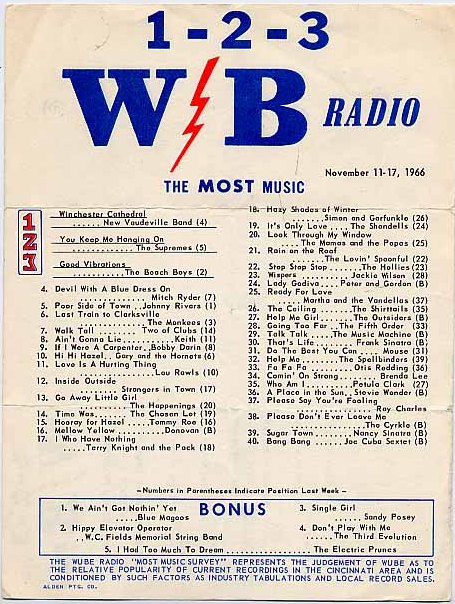 1-2-3
W B RADIO
November 11-17, 1966
THE MOST MUSIC
1 Winchester Cathedral
.......New Vaudeville Band (4)
2 You Keep Me Hanging On
...........The Supremes (5)
3 Good Vibrations
...........The Beach Boys (2)
4. Devil With A Blue Dress On
Mitch Ryder (7)
5. Poor Side of Town, Johnny Rivers (1)
6. Last Train to Clarksville
........The Monkees (3)
7. Walk Tall Two of Clubs (14)
8. Ain't Gonna Lie.......Keith (11)
9. If I Were A Carpenter, Bobby Darin (8)
10. Hi Hi Hazel.. Gary and the Hornets (6)
11. Love Is A Hurting Thing
Lou Rawls (10)
12. Inside Outside
Strangers in Town (17)
13. Go Away Little Girl
.......The Happenings (20)
14. Time Was..... The Chosen Lot (19)
15. Hooray for Hazel Tommy Roe (16)
16. Mellow Yellow.........Donovan (B)
17. I Who Have Nothing
.....Terry Knight and the Pack (18)
18. Hazy Shades of Winter
......Simon and Garfunkle (26)
19. It's Only Love ...The Shondells (24)
20. Look Through My Window
....The Mamas and the Papas (25)
21. Rain on the Roof
.....The Lovin' Spoonful (22)
22. Stop Stop Stop ......The Hollies (23)
23. Wispers .....Jackie Wilson (28)
24. Lady Godiva.....Peter and Gordon (B)
25. Ready For Love
Martha and the Vandellas (37)
26. The Ceiling ......The Shirttails (35)
27. Help Me Girl.....The Outsiders (B)
28. Going Too Far ..The Fifth Order (33)
29. Talk Talk.....The Music Machine (B)
30. That's Life.... Frank Sinatra (B)
31. Do The Best You Can ... Mouse (31)
32. Help Me......The Spellbinders (39)
33. Fa Fa Fa .......Otis Redding (36)
34. Comin' On Strong....... Brenda Lee
35. Who Am I......Petula Clark (27)
36. A Place in the Sun, Stevie Wonder (B)
37. Please Say You're Fooling
........Ray Charles
38. Please Don't Ever Leave Me
.......The Cyrkle (B)
39. Sugar Town.......Nancy Sinatra (B)
40. Bang Bang ...... Joe Cuba Sextet (B)
-Numbers in Parentheses Indicate Position Last Week-
BONUS
1. We Ain't Got Nothin' Yet
.....Blue Magoos
2. Hippy Elevator Operator
..W.C. Fields Memorial String Band
3. Single Girl
......Sandy Posey
4. Don't Play With Me
......The Third Evolution
5. I Had Too Much To Dream..................The Electric Prunes
THE WUBE RADIO "MOST MUSIC SURVEY" REPRESENTS THE JUDGEMENT OF WUBE AS TO
THE RELATIVE POPULARITY OF CURRENT RECORDINGS IN THE CINCINNATI AREA AND IS
CONDITIONED BY SUCH FACTORS AS INDUSTRY TABULATIONS AND LOCAL RECORD SALES.
ALDEN PTG. CO.